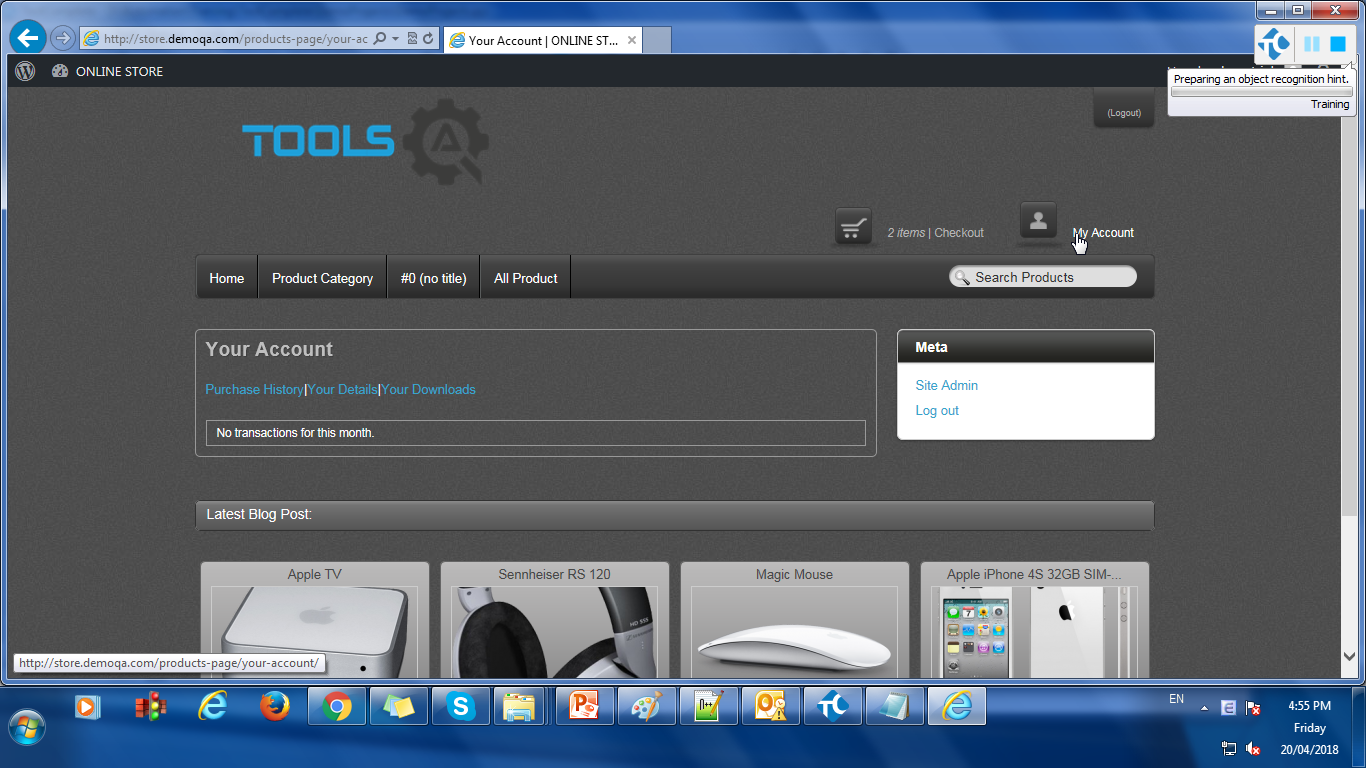 http://store.demoqa.com/products-page/your-ac
Your Account | ONLINE ST...
ONLINE STORE
Preparing an object recognition hint.
Training
(Logout)
TOOLS
2 items | Checkout
My Account
Home
Product Category
#0 (no title)
All Product
Search Products
Your Account
Meta
Purchase History|Your Details|Your Downloads
Site Admin
Log out
No transactions for this month.
Latest Blog Post:
Apple TV
Sennheiser RS 120
Magic Mouse
Apple iPhone 4S 32GB SIM-...
HD 555
http://store.demoqa.com/products-page/your-account/
EN
4:55 PM
Friday
20/04/2018